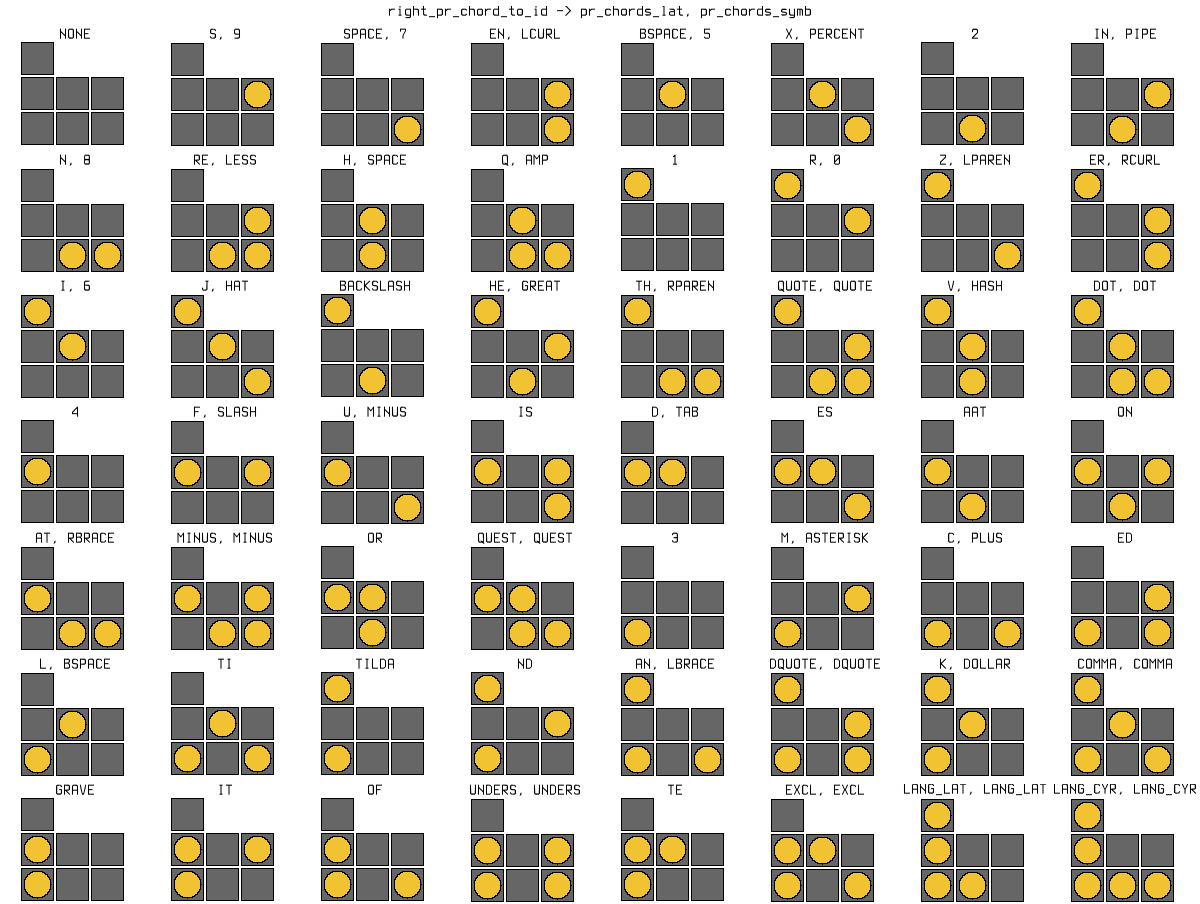 right_pr_chord_to_id -> pr_chords_lat, pr_chords_symb
NONE S, 9 SPACE, 7 EN, LCURL BSPACE, 5 X, PERCENT 2 IN, PIPE
N, 8 RE, LESS H, SPACE Q, AMP 1 R, 0 Z, LPAREN ER, RCURL
I, 6 J, HAT BACKSLASH HE, GREAT TH, RPAREN QUOTE, QUOTE V, HASH DOT, DOT
4 F, SLASH U, MINUS IS D, TAB ES AAT ON
AT, RBRACE MINUS, MINUS OR QUEST, QUEST 3 M, ASTERISK C, PLUS ED
L, BSPACE TI TILDA ND AN, LBRACE DQUOTE, DQUOTE K, DOLLAR COMMA, COMMA
GRAVE IT OF UNDERS, UNDERS TE EXCL, EXCL LANG_LAT, LANG_LAT LANG_CYR, LANG_CYR